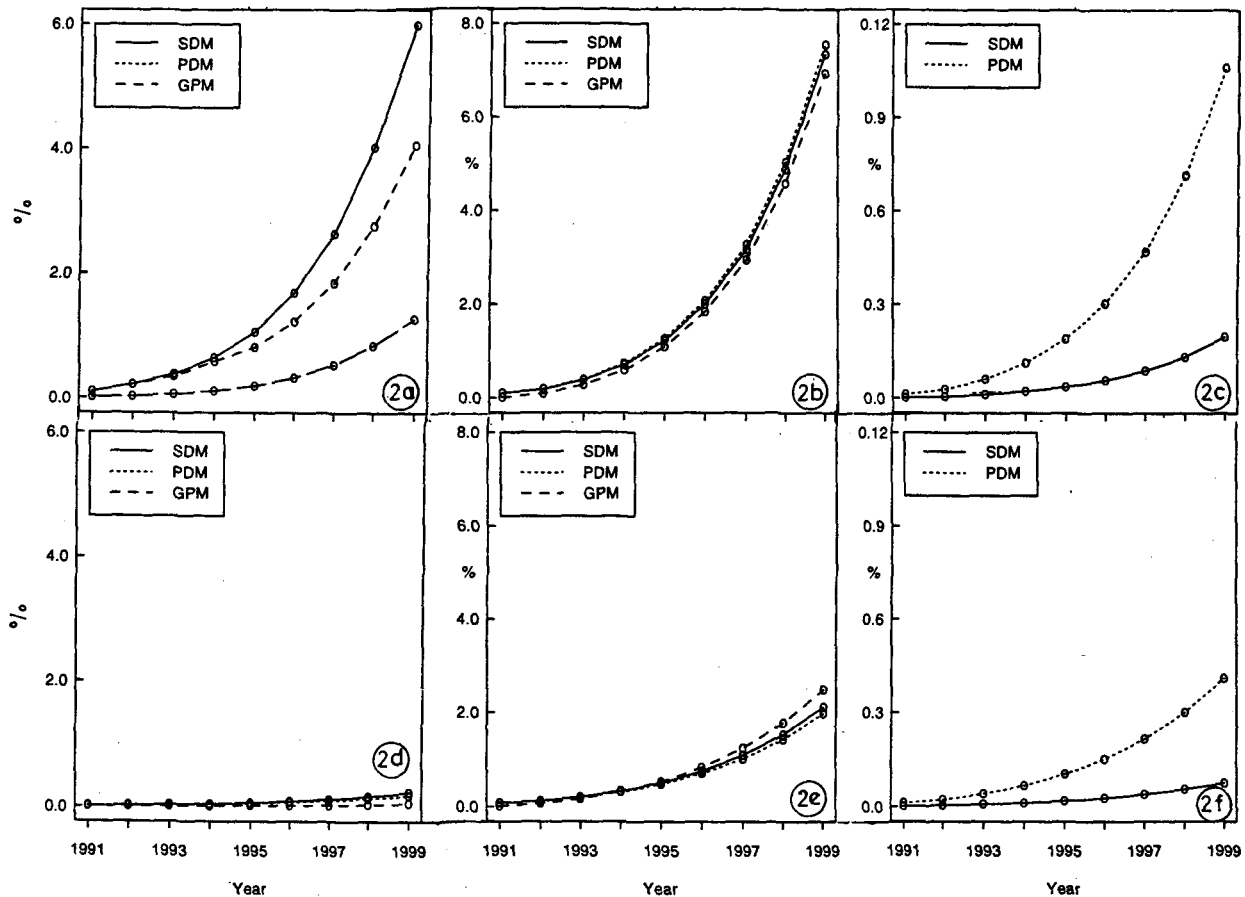 6.0
4.0
2.0
0.0
%
SDM
PDM
GPM
2a
8.0
6.0
%
4.0
2.0
0.0
SDM
PDM
GPM
2b
0.12
0.9
%
0.6
0.3
0.0
SDM
PDM
2c
6.0
4.0
2.0
0.0
%
SDM
PDM
GPM
2d
1991 1993 1995 1997 1999
Year
8.0
6.0
%
4.0
2.0
0.0
SDM
PDM
GPM
2e
1991 1993 1995 1997 1999
Year
0.12
0.9
%
0.6
0.3
0.0
SDM
PDM
2f
1991 1993 1995 1997 1999
Year